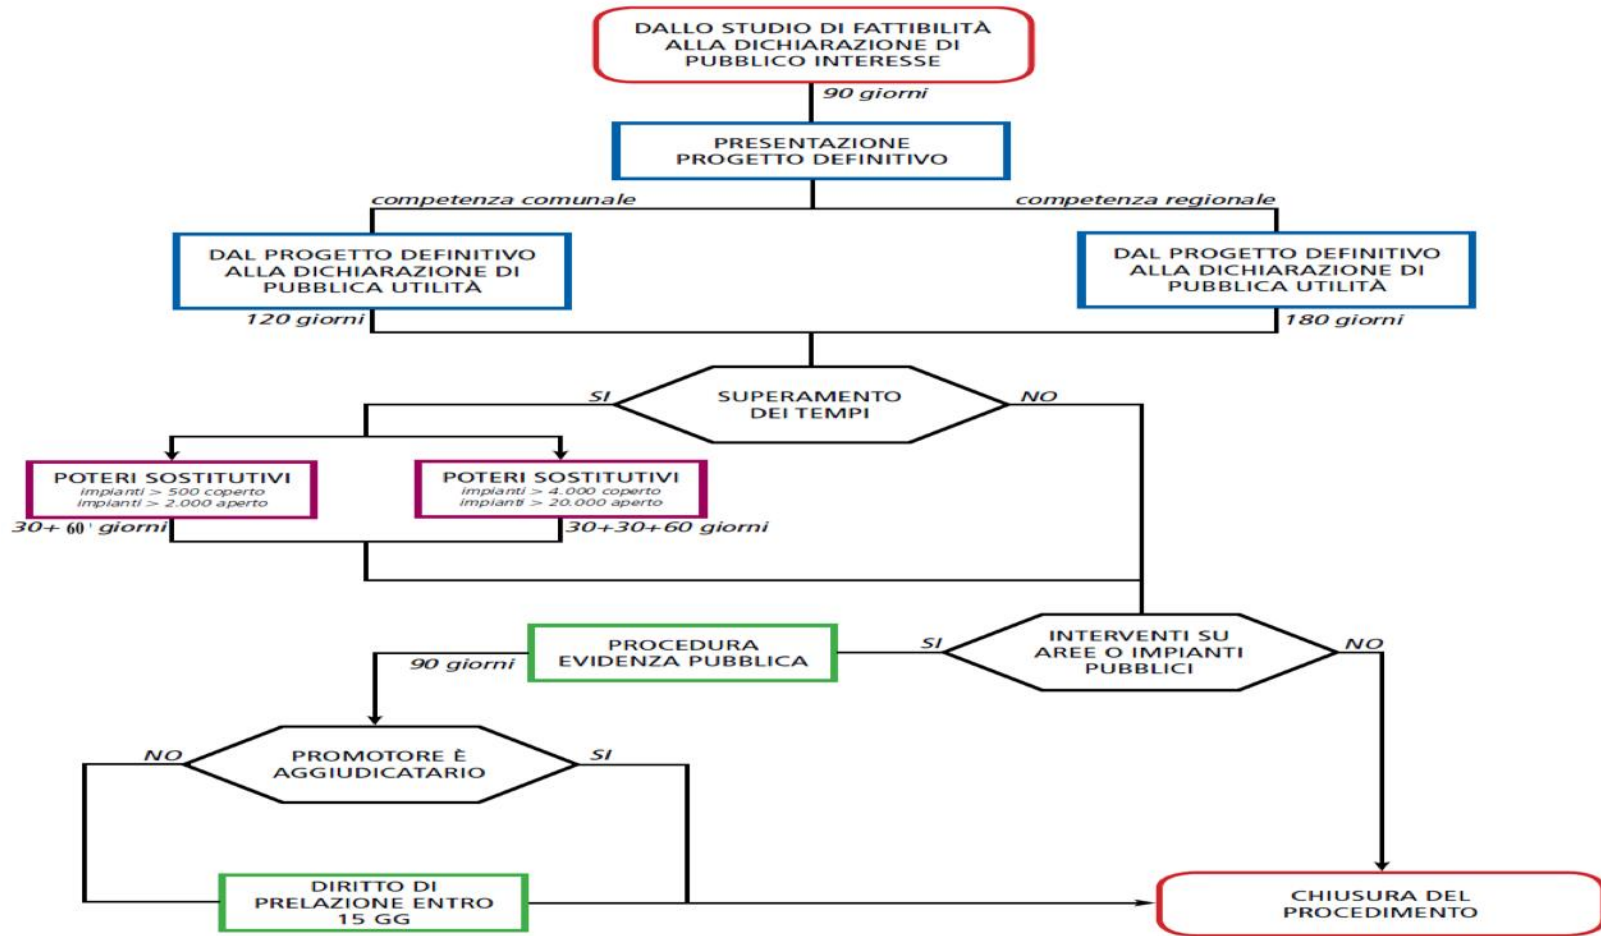 DALLO STUDIO DI FATTIBILITÀ
ALLA DICHIARAZIONE DI
PUBBLICO INTERESSE
90 giorni
PRESENTAZIONE
PROGETTO DEFINITIVO
competenza comunale
competenza regionale
DAL PROGETTO DEFINITIVO
ALLA DICHIARAZIONE DI
PUBBLICA UTILITÀ
DAL PROGETTO DEFINITIVO
ALLA DICHIARAZIONE DI
PUBBLICA UTILITÀ
120 giorni
180 giorni
SI
SUPERAMENTO
DEI TEMPI
NO
POTERI SOSTITUTIVI
impianti > 500 coperto
impianti > 2.000 aperto
POTERI SOSTITUTIVI
impianti > 4.000 coperto
impianti > 20.000 aperto
30+ 60 ' giorni
30+30+60 giorni
PROCEDURA
EVIDENZA PUBBLICA
SI
INTERVENTI SU
AREE O IMPIANTI
PUBBLICI
NO
90 giorni
NO
PROMOTORE È
AGGIUDICATARIO
SI
DIRITTO DI
PRELAZIONE ENTRO
15 GG
CHIUSURA DEL
PROCEDIMENTO